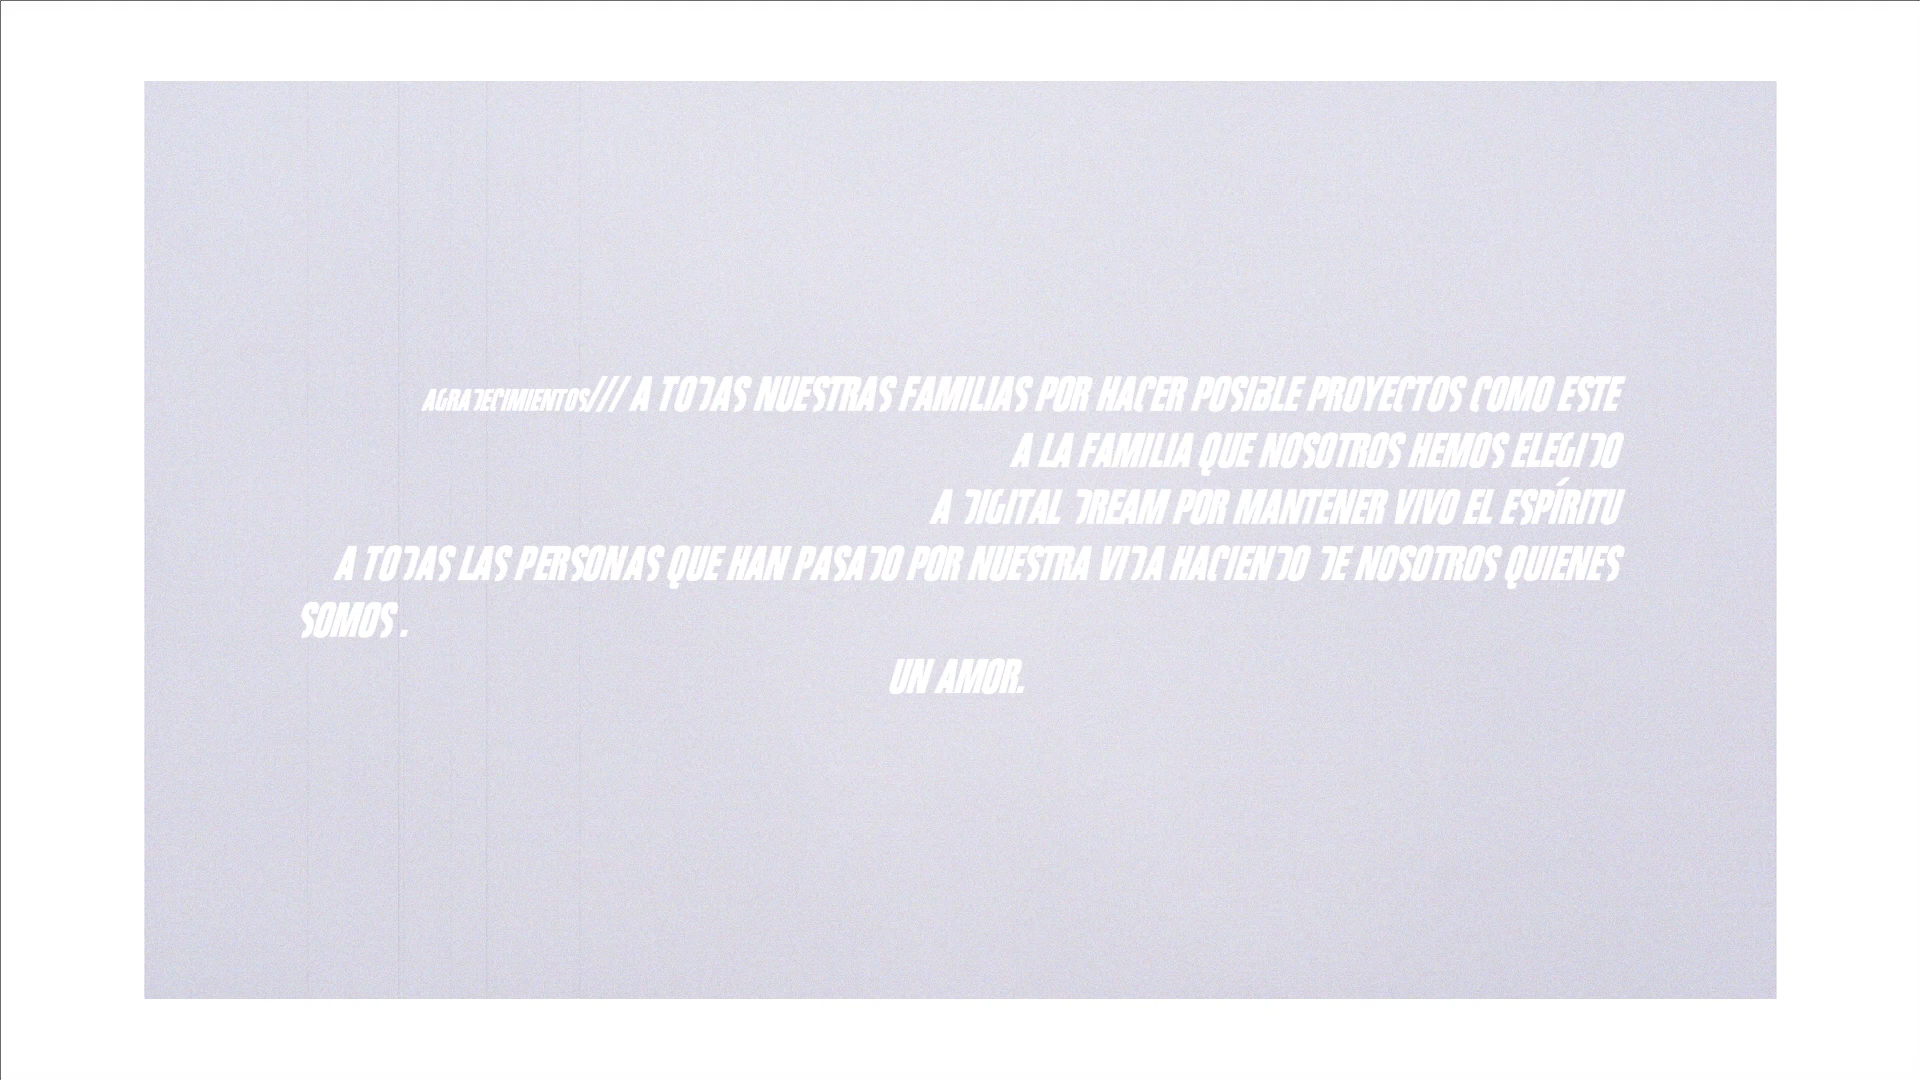 AGRADECIMIENTOS/// A TODAS NUESTRAS FAMILIAS POR HACER POSIBLE PROYECTOS COMO ESTE
A LA FAMILIA QUE NOSOTROS HEMOS ELEGIDO
A DIGITAL DREAM POR MANTENER VIVO EL ESPÍRITU
A TODAS LAS PERSONAS QUE HAN PASADO POR NUESTRA VIDA HACIENDO DE NOSOTROS QUIENES
SOMOS .
UN AMOR.